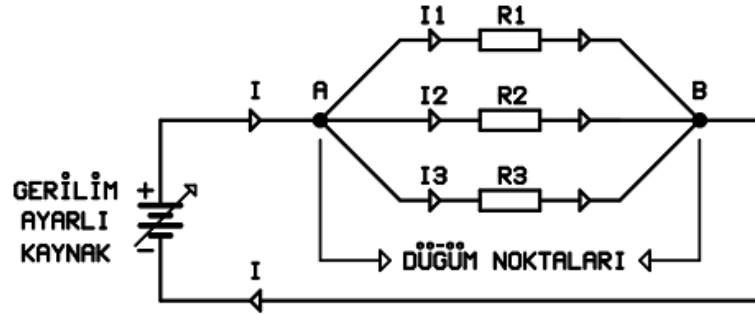 I1 R1
I A I2 R2 B
I3 R3
GERİLİM +
AYARLI
KAYNAK -
DÜĞÜM NOKTALARI
I